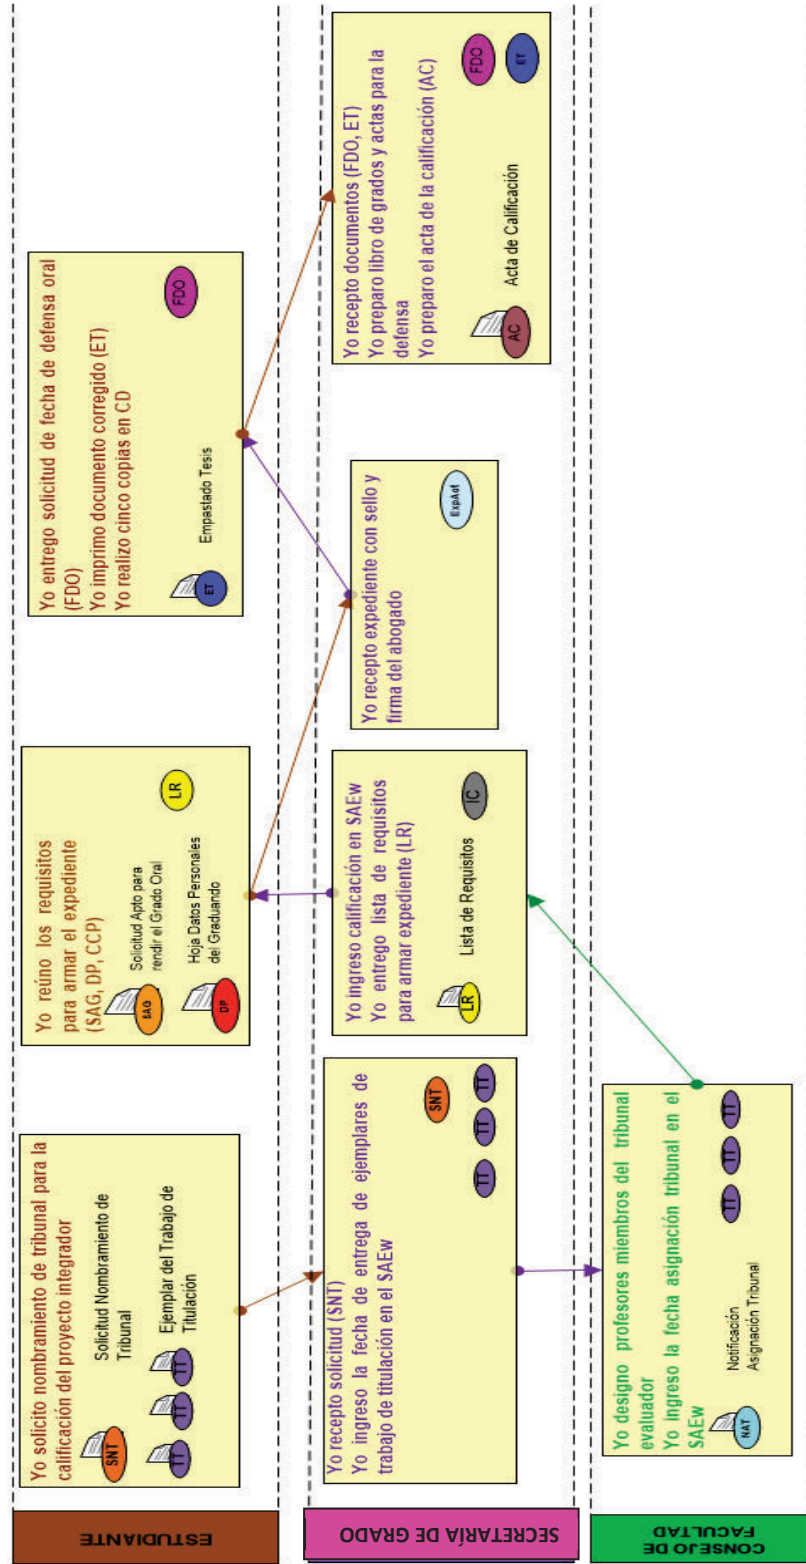 ESTUDIANTE
Yo solicito nombramiento de tribunal para la
calificación del proyecto integrador
SNT
Solicitud Nombramiento de
Tribunal
TT
TT
TT
Ejemplar del Trabajo de
Titulación
Yo reúno los requisitos
para armar el expediente
(SAG, DP, CCP)
SAG
Solicitud Apto para
rendir el Grado Oral
LR
DP
Hoja Datos Personales
del Graduando
Yo entrego solicitud de fecha de defensa oral
(FDO)
Yo imprimo documento corregido (ET)
Yo realizo cinco copias en CD
FDO
ET
Empastado Tesis
SECRETARÍA DE GRADO
Yo recepto solicitud (SNT)
Yo ingreso la fecha de entrega de ejemplares de
trabajo de titulación en el SAEw
SNT
TT
TT
TT
Yo ingreso calificación en SAEw
Yo entrego lista de requisitos
para armar expediente (LR)
LR
Lista de Requisitos
IC
Yo recepto expediente con sello y
firma del abogado
ExpAdf
Yo recepto documentos (FDO, ET)
Yo preparo libro de grados y actas para la
defensa
Yo preparo el acta de la calificación (AC)
AC
Acta de Calificación
FDO
ET
CONSEJO DE
FACULTAD
Yo designo profesores miembros del tribunal
evaluador
Yo ingreso la fecha asignación tribunal en el
SAEw
NAT
Notificación
Asignación Tribunal
TT
TT
TT